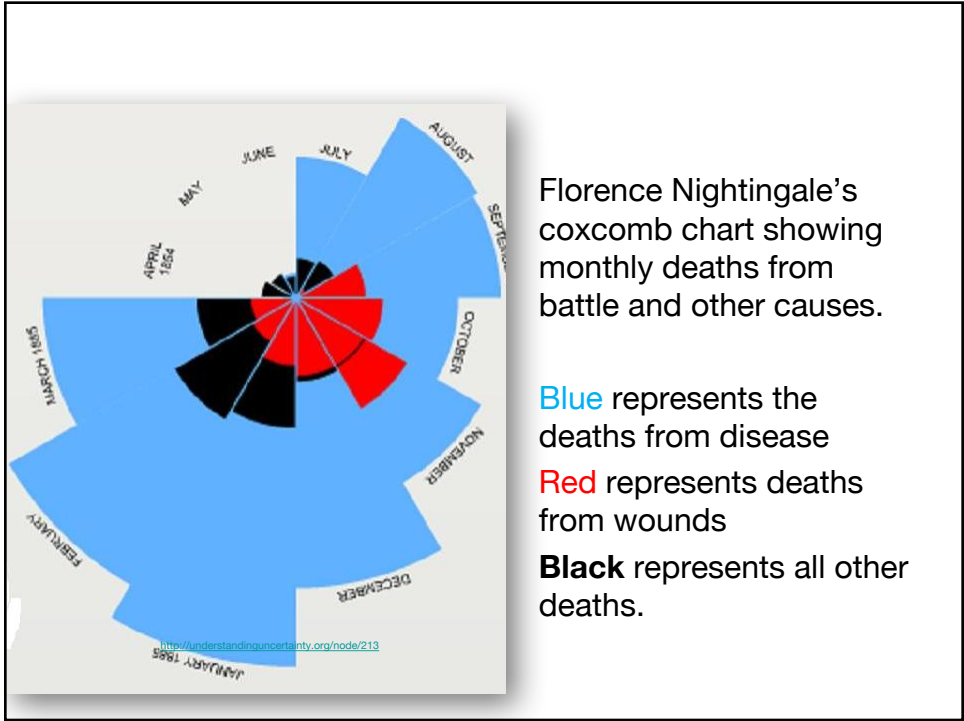 APRIL
1854
MAY
JUNE
JULY
AUGUST
OCTOBER
NOVEMBER
DECEMBER
JANUARY 1885
FEBRUARY
MARCH 1885
http://understandinguncertainty.org/node/213
Florence Nightingale’s
coxcomb chart showing
monthly deaths from
battle and other causes.
Blue represents the
deaths from disease
Red represents deaths
from wounds
Black represents all other
deaths.